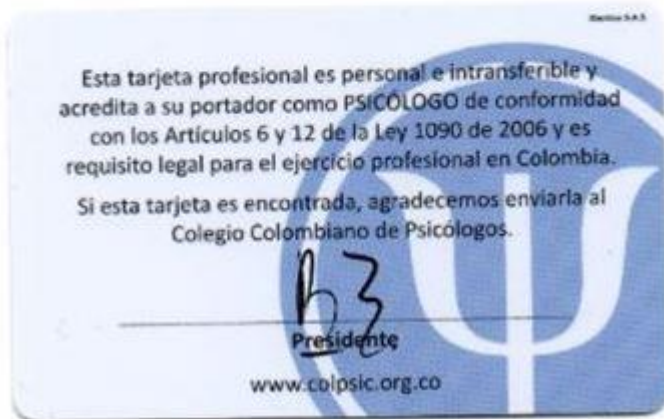 Esta tarjeta profesional es personal e intransferible y
acredita a su portador como PSICÓLOGO de conformidad
con los Artículos 6 y 12 de la Ley 1090 de 2006 y es
requisito legal para el ejercicio profesional en Colombia.
Si esta tarjeta es encontrada, agradecemos enviarla al
Colegio Colombiano de Psicólogos.
Presidente
www.colpsic.org.co